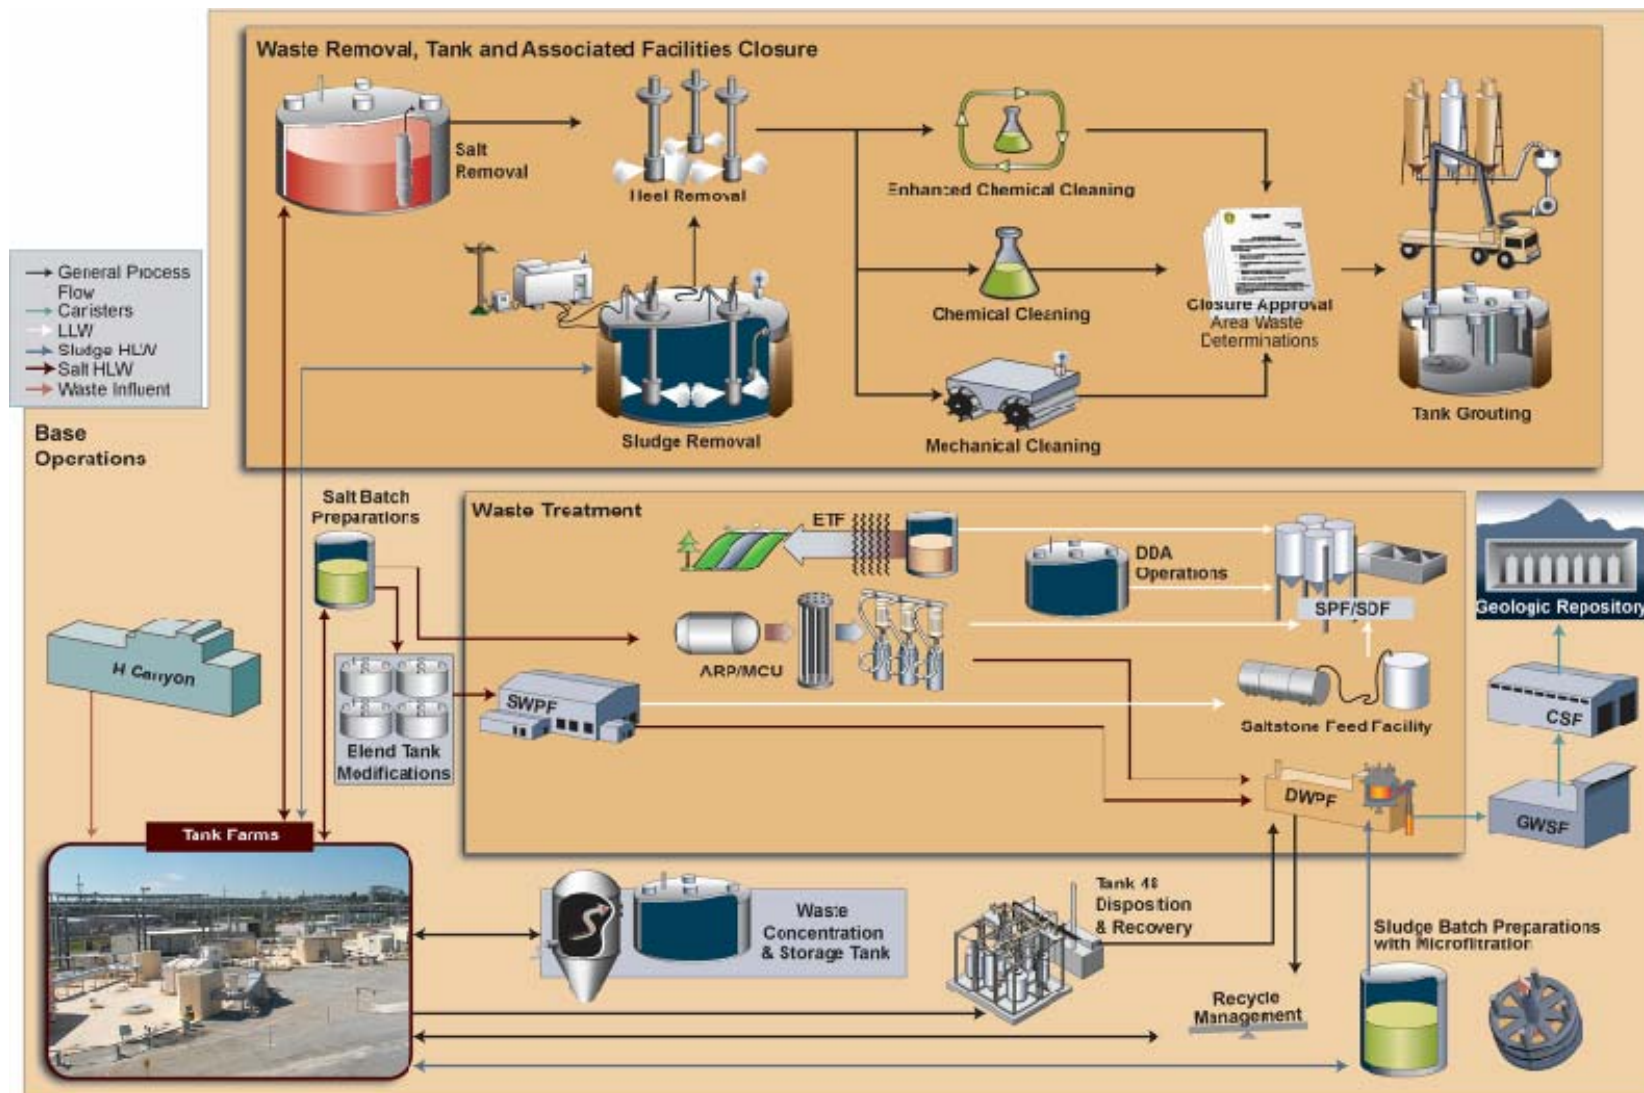 Waste Removal, Tank and Associated Facilities Closure
Salt
Removal
Heel Removal
Enhanced Chemical Cleaning
Chemical Cleaning
Closure Approval
Area Waste
Determinations
Sludge Removal
Mechanical Cleaning
Tank Grouting
General Process
Flow
Canisters
LLW
Sludge HLW
Salt HLW
Waste Influent
Base
Operations
Salt Batch
Preparations
Waste Treatment
ETF
DDA
Operations
SPF/SDF
Geologic Repository
H Canyon
ARP/MCU
SWPF
Saltstone Feed Facility
CSF
Blend Tank
Modifications
DWPF
GWSF
Tank Farms
Waste
Concentration
& Storage Tank
Tank 48
Disposition
& Recovery
Recycle
Management
Sludge Batch Preparations
with Microfiltration